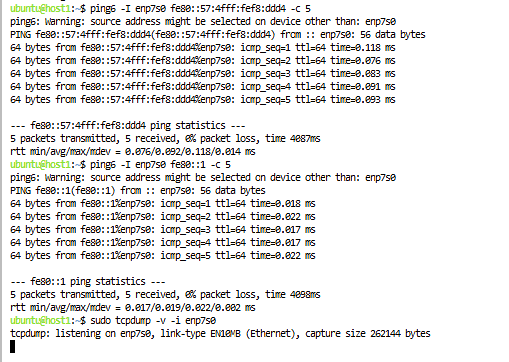 ubuntu@host1:~$ ping6 -I enp7s0 fe80::57:4fff:fef8:ddd4 -c 5
ping6: Warning: source address might be selected on device other than: enp7s0
PING fe80::57:4fff:fef8:ddd4(fe80::57:4fff:fef8:ddd4) from :: enp7s0: 56 data bytes
64 bytes from fe80::57:4fff:fef8:ddd4%enp7s0: icmp_seq=1 ttl=64 time=0.118 ms
64 bytes from fe80::57:4fff:fef8:ddd4%enp7s0: icmp_seq=2 ttl=64 time=0.076 ms
64 bytes from fe80::57:4fff:fef8:ddd4%enp7s0: icmp_seq=3 ttl=64 time=0.083 ms
64 bytes from fe80::57:4fff:fef8:ddd4%enp7s0: icmp_seq=4 ttl=64 time=0.091 ms
64 bytes from fe80::57:4fff:fef8:ddd4%enp7s0: icmp_seq=5 ttl=64 time=0.093 ms
--- fe80::57:4fff:fef8:ddd4 ping statistics ---
5 packets transmitted, 5 received, 0% packet loss, time 4087ms
rtt min/avg/max/mdev = 0.076/0.092/0.118/0.014 ms
ubuntu@host1:~$ ping6 -I enp7s0 fe80::1 -c 5
ping6: Warning: source address might be selected on device other than: enp7s0
PING fe80::1(fe80::1) from :: enp7s0: 56 data bytes
64 bytes from fe80::1%enp7s0: icmp_seq=1 ttl=64 time=0.018 ms
64 bytes from fe80::1%enp7s0: icmp_seq=2 ttl=64 time=0.022 ms
64 bytes from fe80::1%enp7s0: icmp_seq=3 ttl=64 time=0.017 ms
64 bytes from fe80::1%enp7s0: icmp_seq=4 ttl=64 time=0.017 ms
64 bytes from fe80::1%enp7s0: icmp_seq=5 ttl=64 time=0.022 ms
--- fe80::1 ping statistics ---
5 packets transmitted, 5 received, 0% packet loss, time 4098ms
rtt min/avg/max/mdev = 0.017/0.019/0.022/0.002 ms
ubuntu@host1:~$ sudo tcpdump -v -i enp7s0
tcpdump: listening on enp7s0, link-type EN10MB (Ethernet), capture size 262144 bytes